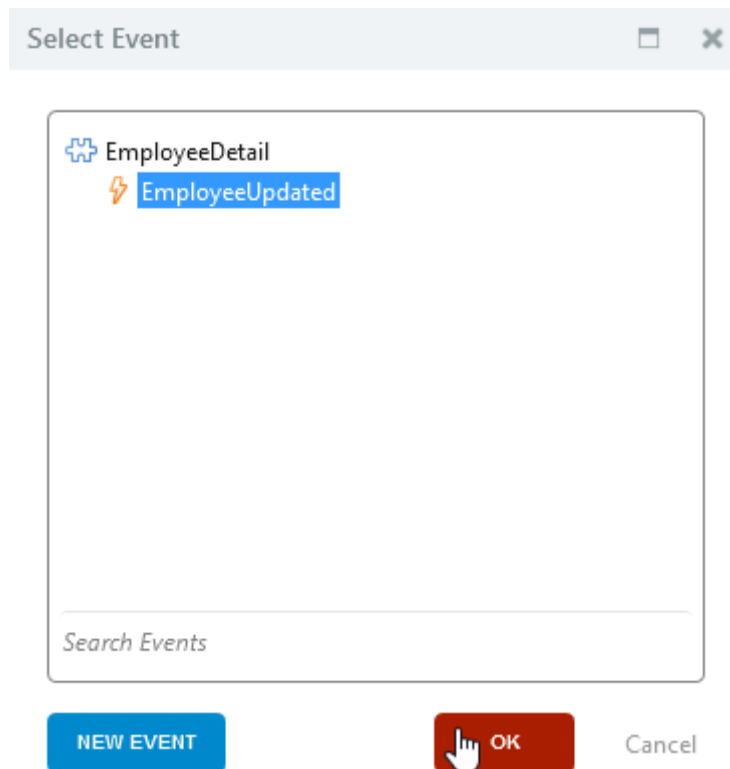 Select Event
EmployeeDetail
EmployeeUpdated
Search Events
NEW EVENT OK Cancel